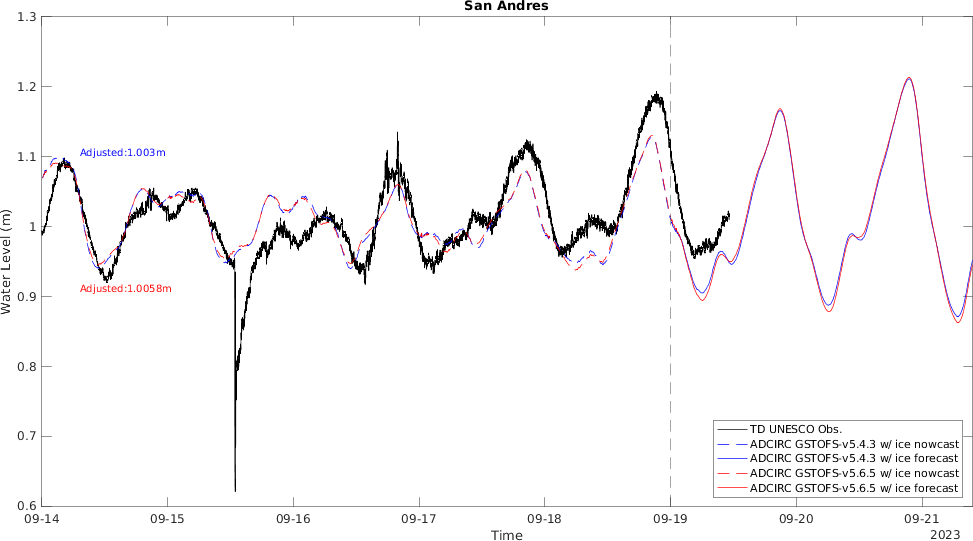 San Andres
1.3
1.2
1.1
1
0.9
0.8
0.7
0.6
Water Level (m)
Adjusted:1.003m
Adjusted:1.0058m
TD UNESCO Obs.
ADCIRC GSTOFS-v5.4.3 w/ ice nowcast
ADCIRC GSTOFS-v5.4.3 w/ ice forecast
ADCIRC GSTOFS-v5.6.5 w/ ice nowcast
ADCIRC GSTOFS-v5.6.5 w/ ice forecast
09-14 09-15 09-16 09-17 09-18 09-19 09-20 09-21
Time
2023